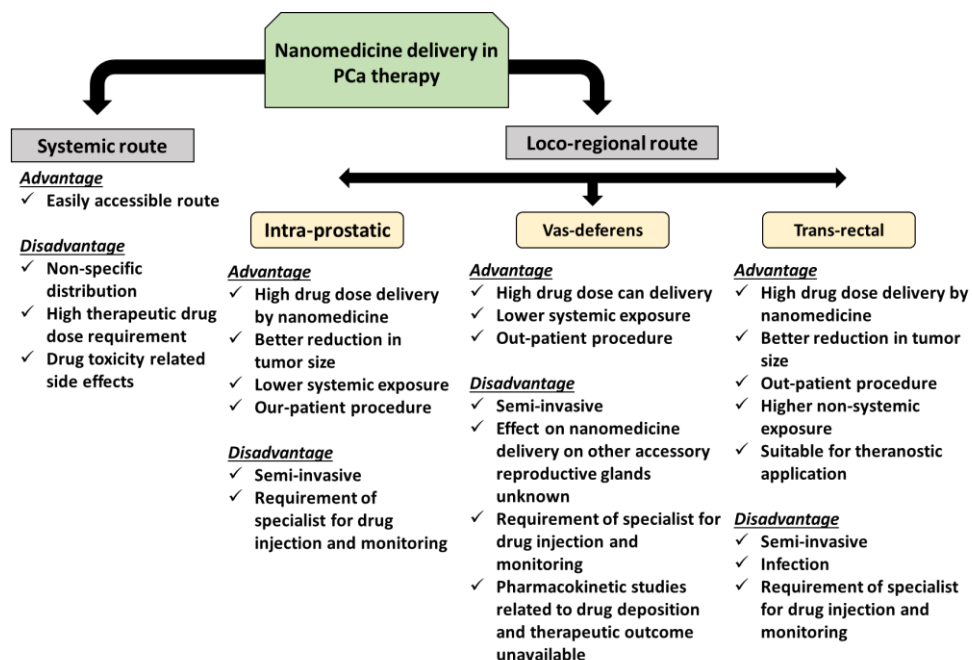 Nanomedicine delivery in
PCa therapy
Systemic route
Advantage
✓ Easily accessible route
Disadvantage
✓ Non-specific
distribution
✓ High therapeutic drug
dose requirement
✓ Drug toxicity related
side effects
Loco-regional route
Intra-prostatic
Advantage
✓ High drug dose delivery
by nanomedicine
✓ Better reduction in
tumor size
✓ Lower systemic exposure
✓ Our-patient procedure
Disadvantage
✓ Semi-invasive
✓ Requirement of
specialist for drug
injection and monitoring
Vas-deferens
Advantage
✓ High drug dose can delivery
✓ Lower systemic exposure
✓ Out-patient procedure
Disadvantage
✓ Semi-invasive
✓ Effect on nanomedicine
delivery on other accessory
reproductive glands
unknown
✓ Requirement of specialist for
drug injection and
monitoring
✓ Pharmacokinetic studies
related to drug deposition
and therapeutic outcome
unavailable
Trans-rectal
Advantage
✓ High drug dose delivery by
nanomedicine
✓ Better reduction in tumor
size
✓ Out-patient procedure
✓ Higher non-systemic
exposure
✓ Suitable for theranostic
application
Disadvantage
✓ Semi-invasive
✓ Infection
✓ Requirement of specialist
for drug injection and
monitoring